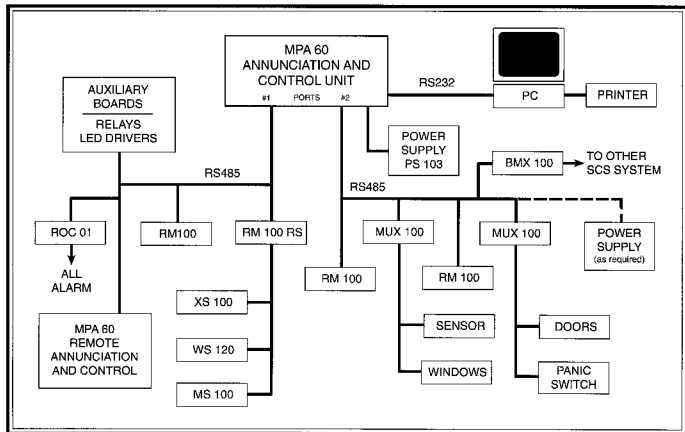 MPA 60
ANNUNCIATION AND
CONTROL UNIT
#1 PORTS #2
RS232
PC
PRINTER
AUXILIARY
BOARDS
RELAYS
LED DRIVERS
POWER
SUPPLY
PS 103
BMX 100
TO OTHER
SCS SYSTEM
RS485
RS485
ROC 01
RM100
RM 100 RS
MUX 100
MUX 100
POWER
SUPPLY
(as required)
ALL
ALARM
RM 100
RM 100
XS 100
MPA 60
REMOTE
ANNUNCIATION
AND CONTROL
SENSOR
DOORS
WS 120
WINDOWS
PANIC
SWITCH
MS 100